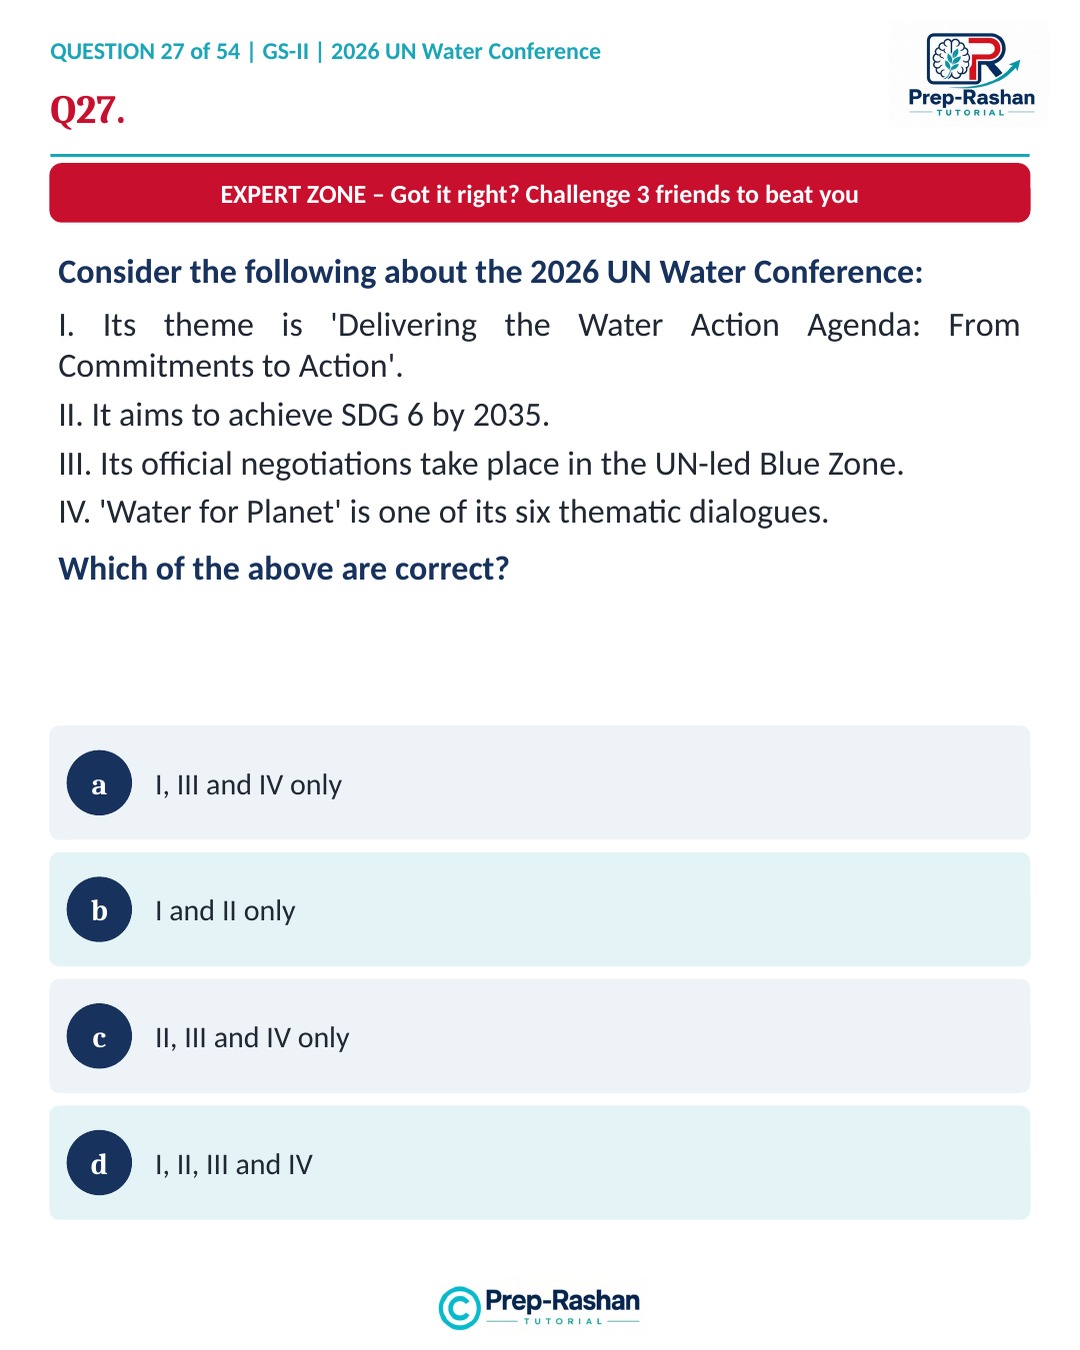 QUESTION 27 of 54 | GS-II | 2026 UN Water Conference
Q27.
Prep-Rashan
TUTORIAL
EXPERT ZONE – Got it right? Challenge 3 friends to beat you
Consider the following about the 2026 UN Water Conference:
I. Its theme is 'Delivering the Water Action Agenda: From
Commitments to Action'.
II. It aims to achieve SDG 6 by 2035.
III. Its official negotiations take place in the UN-led Blue Zone.
IV. 'Water for Planet' is one of its six thematic dialogues.
Which of the above are correct?
a I, III and IV only
b I and II only
c II, III and IV only
d I, II, III and IV
© Prep-Rashan
TUTORIAL